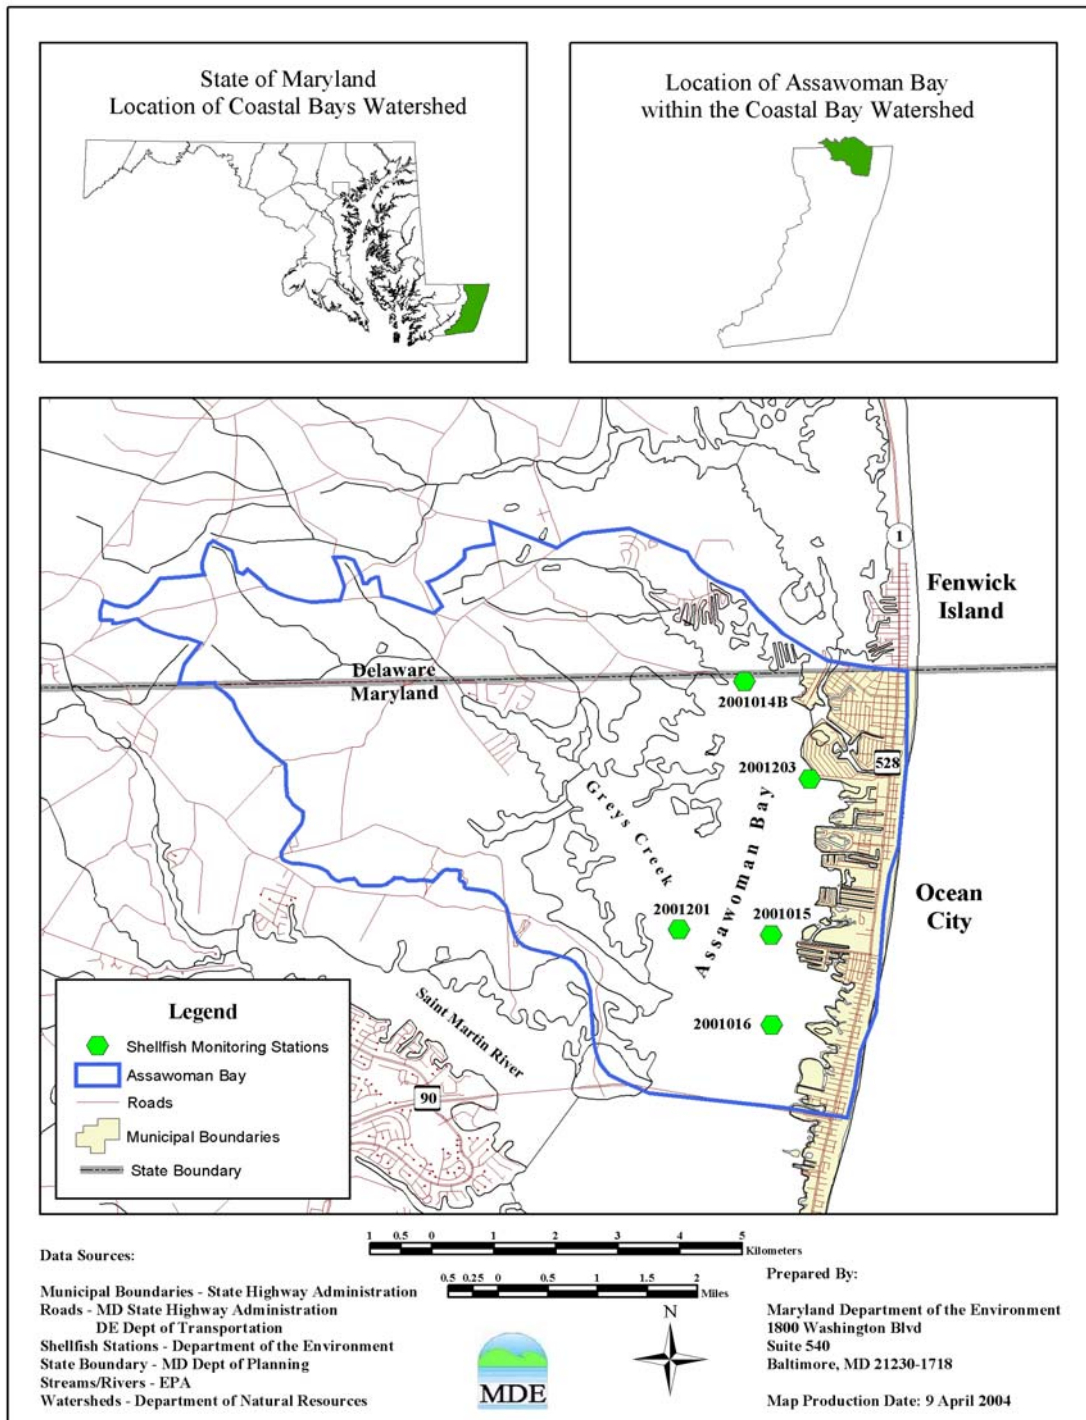 State of Maryland
Location of Coastal Bays Watershed
Location of Assawoman Bay
within the Coastal Bay Watershed
1
Fenwick
Island
Delaware
Maryland
2001014B
528
2001203
Greys Creek
Assawoman Bay
Ocean
City
2001201
2001015
2001016
Saint Martin River
90
Legend
Shellfish Monitoring Stations
Assawoman Bay
Roads
Municipal Boundaries
State Boundary
1 0.5 0 1 2 3 4 5
Kilometers
0.5 0.25 0 0.5 1 1.5 2
Miles
Data Sources:
Municipal Boundaries - State Highway Administration
Roads - MD State Highway Administration
DE Dept of Transportation
Shellfish Stations - Department of the Environment
State Boundary - MD Dept of Planning
Streams/Rivers - EPA
Watersheds - Department of Natural Resources
MDE
N
Prepared By:
Maryland Department of the Environment
1800 Washington Blvd
Suite 540
Baltimore, MD 21230-1718
Map Production Date: 9 April 2004